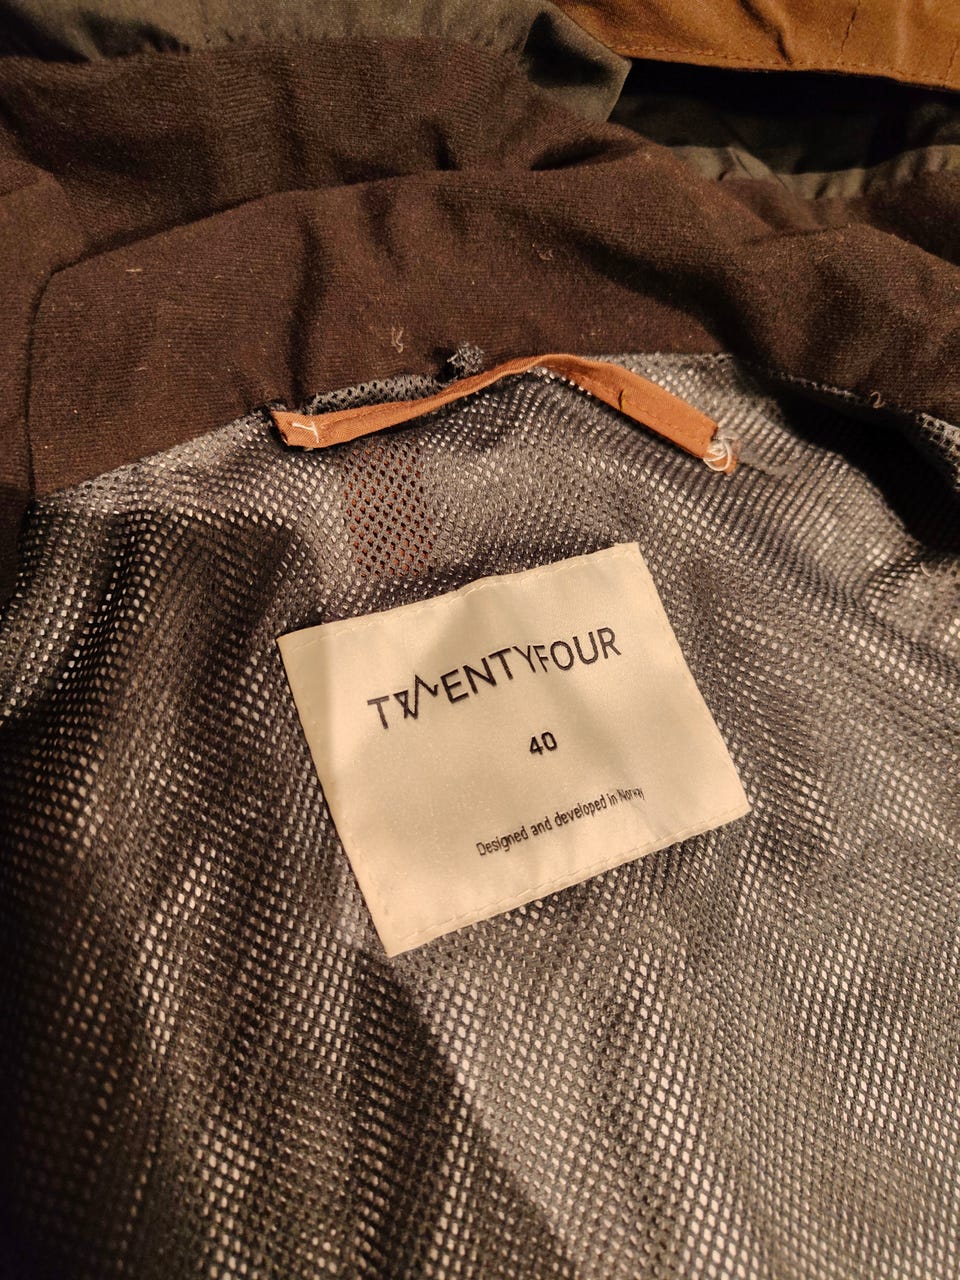 TWENTYFOUR
40
Designed and developed in Norway